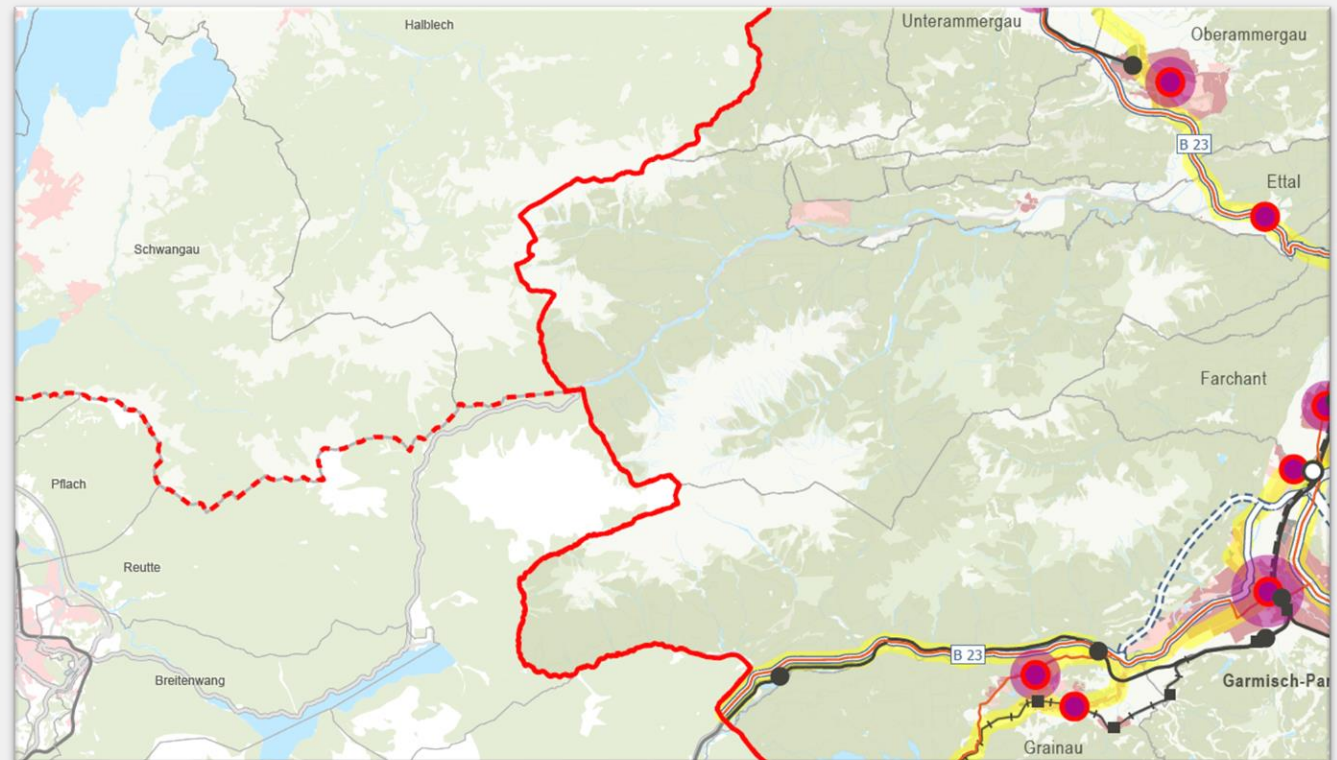 Halblech
Unterammergau
Oberammergau
B 23
Ettal
Schwangau
Farchant
Pflach
Reutte
B 23
Breitenwang
Garmisch-Par
Grainau